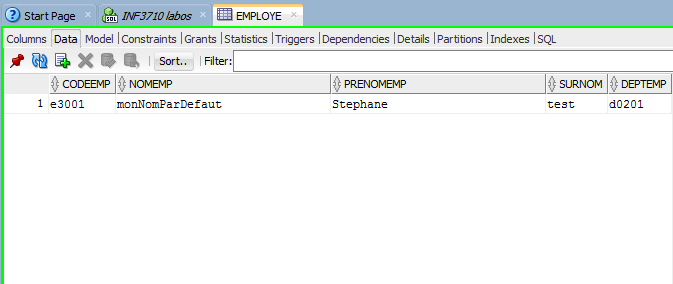 Start Page INF3710 labos EMPLOYE
Columns Data Model Constraints Grants Statistics Triggers Dependencies Details Partitions Indexes SQL
SQL Sort.. Filter:
CODEEMP NOMEMP PRENOMEMP SURNOM DEPTEMP
1 e3001 monNomParDefaut Stephane test d0201